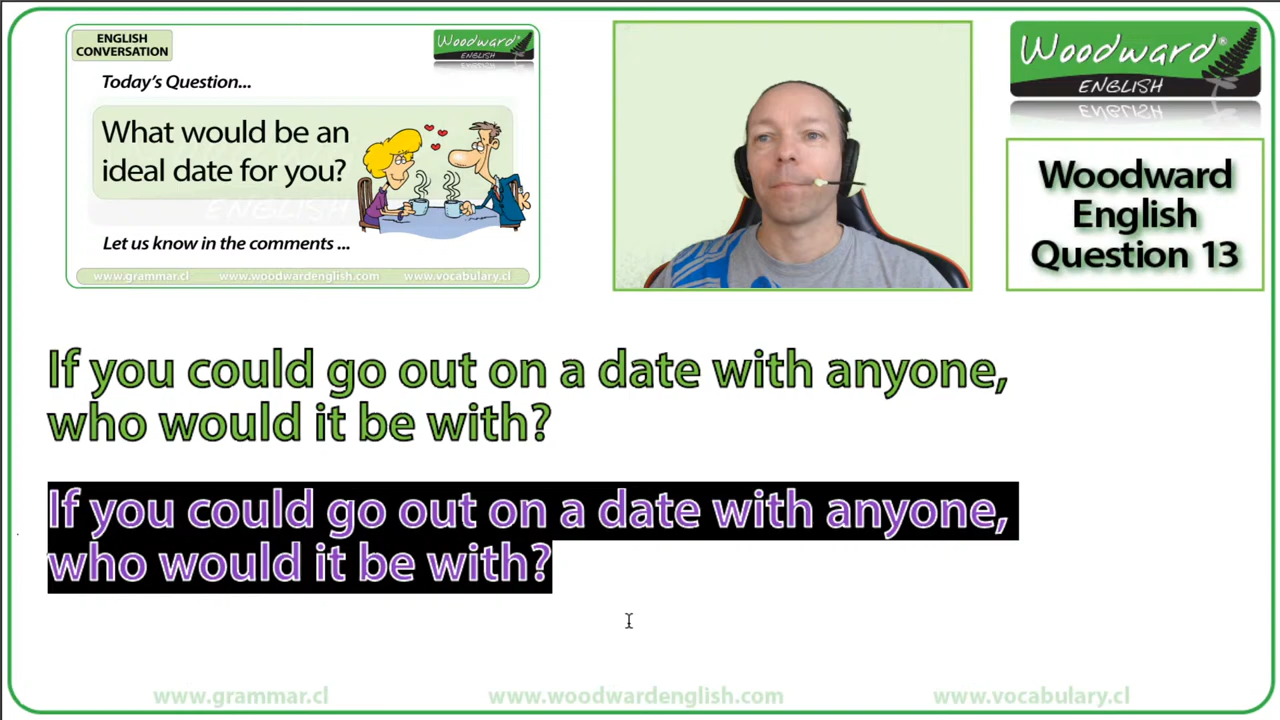 ENGLISH
CONVERSATION
Woodward
ENGLISH
Today's Question...
What would be an
ideal date for you?
Let us know in the comments ...
www.grammar.cl www.woodwardenglish.com www.vocabulary.cl
Woodward®
ENGLISH
Woodward
English
Question 13
If you could go out on a date with anyone,
who would it be with?
If you could go out on a date with anyone,
who would it be with?
www.grammar.cl www.woodwardenglish.com www.vocabulary.cl